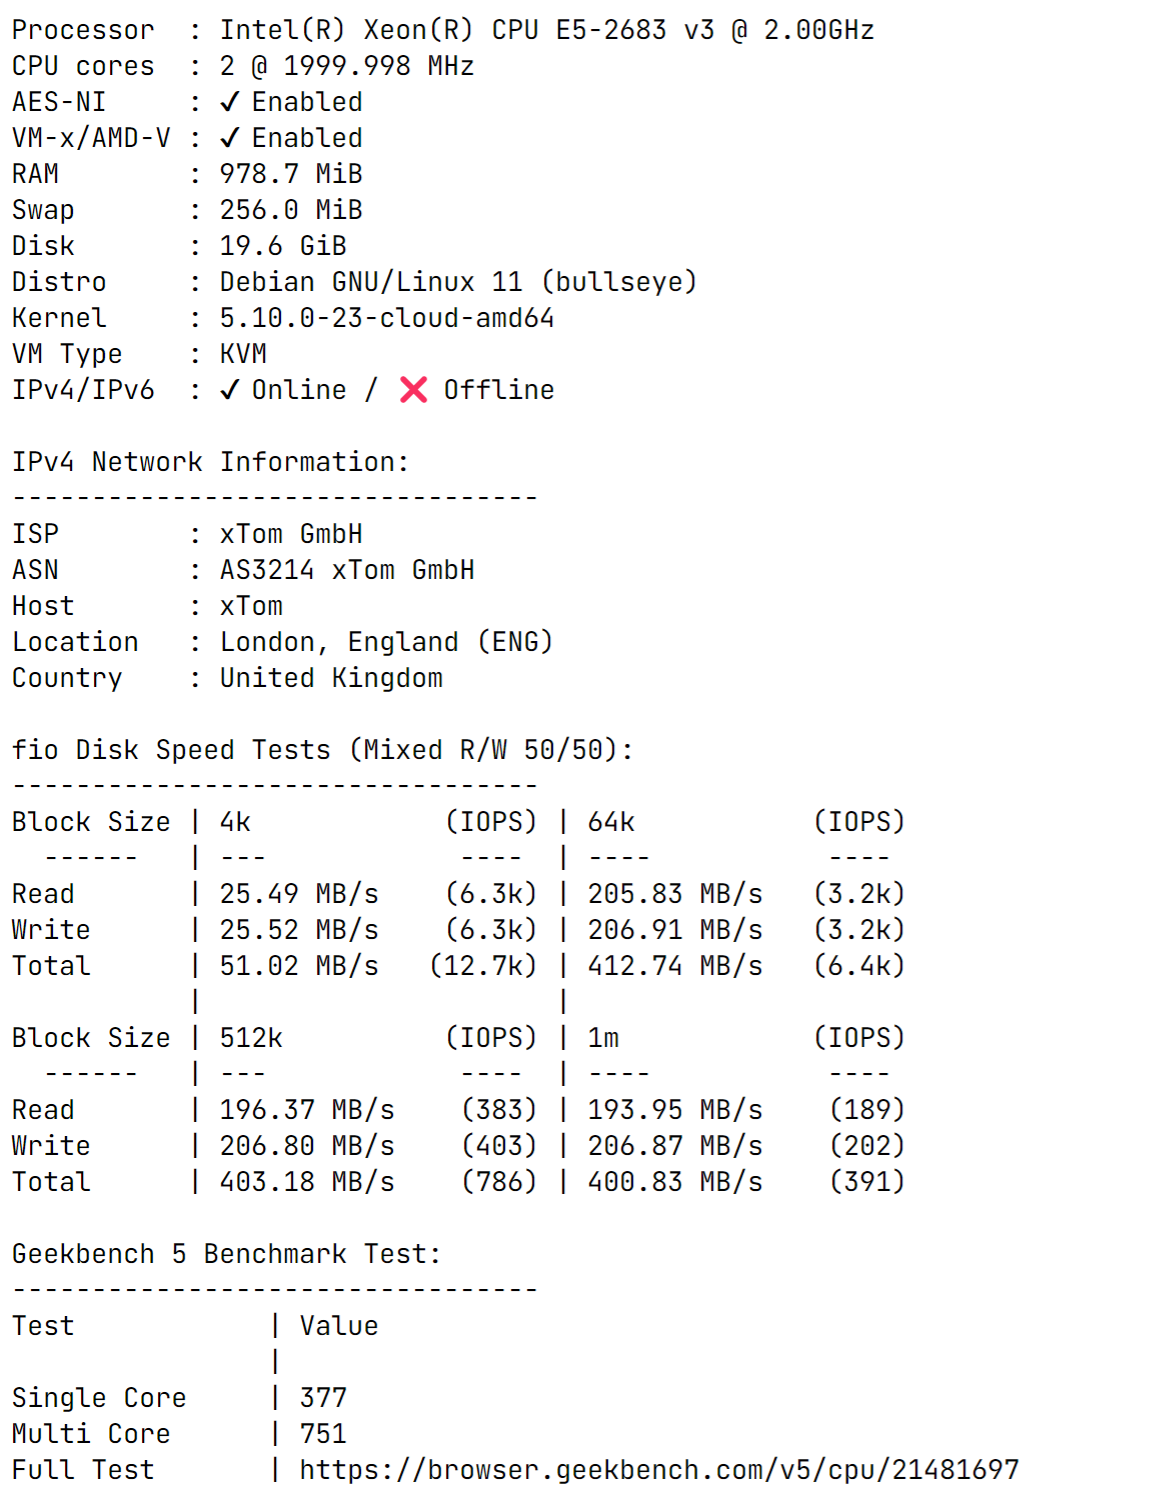 Processor  : Intel(R) Xeon(R) CPU E5-2683 v3 @ 2.00GHz
CPU cores  : 2 @ 1999.998 MHz
AES-NI     : ✔ Enabled
VM-x/AMD-V : ✔ Enabled
RAM        : 978.7 MiB
Swap       : 256.0 MiB
Disk       : 19.6 GiB
Distro     : Debian GNU/Linux 11 (bullseye)
Kernel     : 5.10.0-23-cloud-amd64
VM Type    : KVM
IPv4/IPv6  : ✔ Online / ❌ Offline

IPv4 Network Information:
---------------------------------
ISP        : xTom GmbH
ASN        : AS3214 xTom GmbH
Host       : xTom
Location   : London, England (ENG)
Country    : United Kingdom

fio Disk Speed Tests (Mixed R/W 50/50):
---------------------------------
Block Size | 4k            (IOPS) | 64k           (IOPS)
  ------   | ---            ----  | ----           ----
Read       | 25.49 MB/s    (6.3k) | 205.83 MB/s   (3.2k)
Write      | 25.52 MB/s    (6.3k) | 206.91 MB/s   (3.2k)
Total      | 51.02 MB/s   (12.7k) | 412.74 MB/s   (6.4k)
           |                      |
Block Size | 512k          (IOPS) | 1m            (IOPS)
  ------   | ---            ----  | ----           ----
Read       | 196.37 MB/s    (383) | 193.95 MB/s    (189)
Write      | 206.80 MB/s    (403) | 206.87 MB/s    (202)
Total      | 403.18 MB/s    (786) | 400.83 MB/s    (391)

Geekbench 5 Benchmark Test:
---------------------------------
Test            | Value
                |
Single Core     | 377
Multi Core      | 751
Full Test       | https://browser.geekbench.com/v5/cpu/21481697